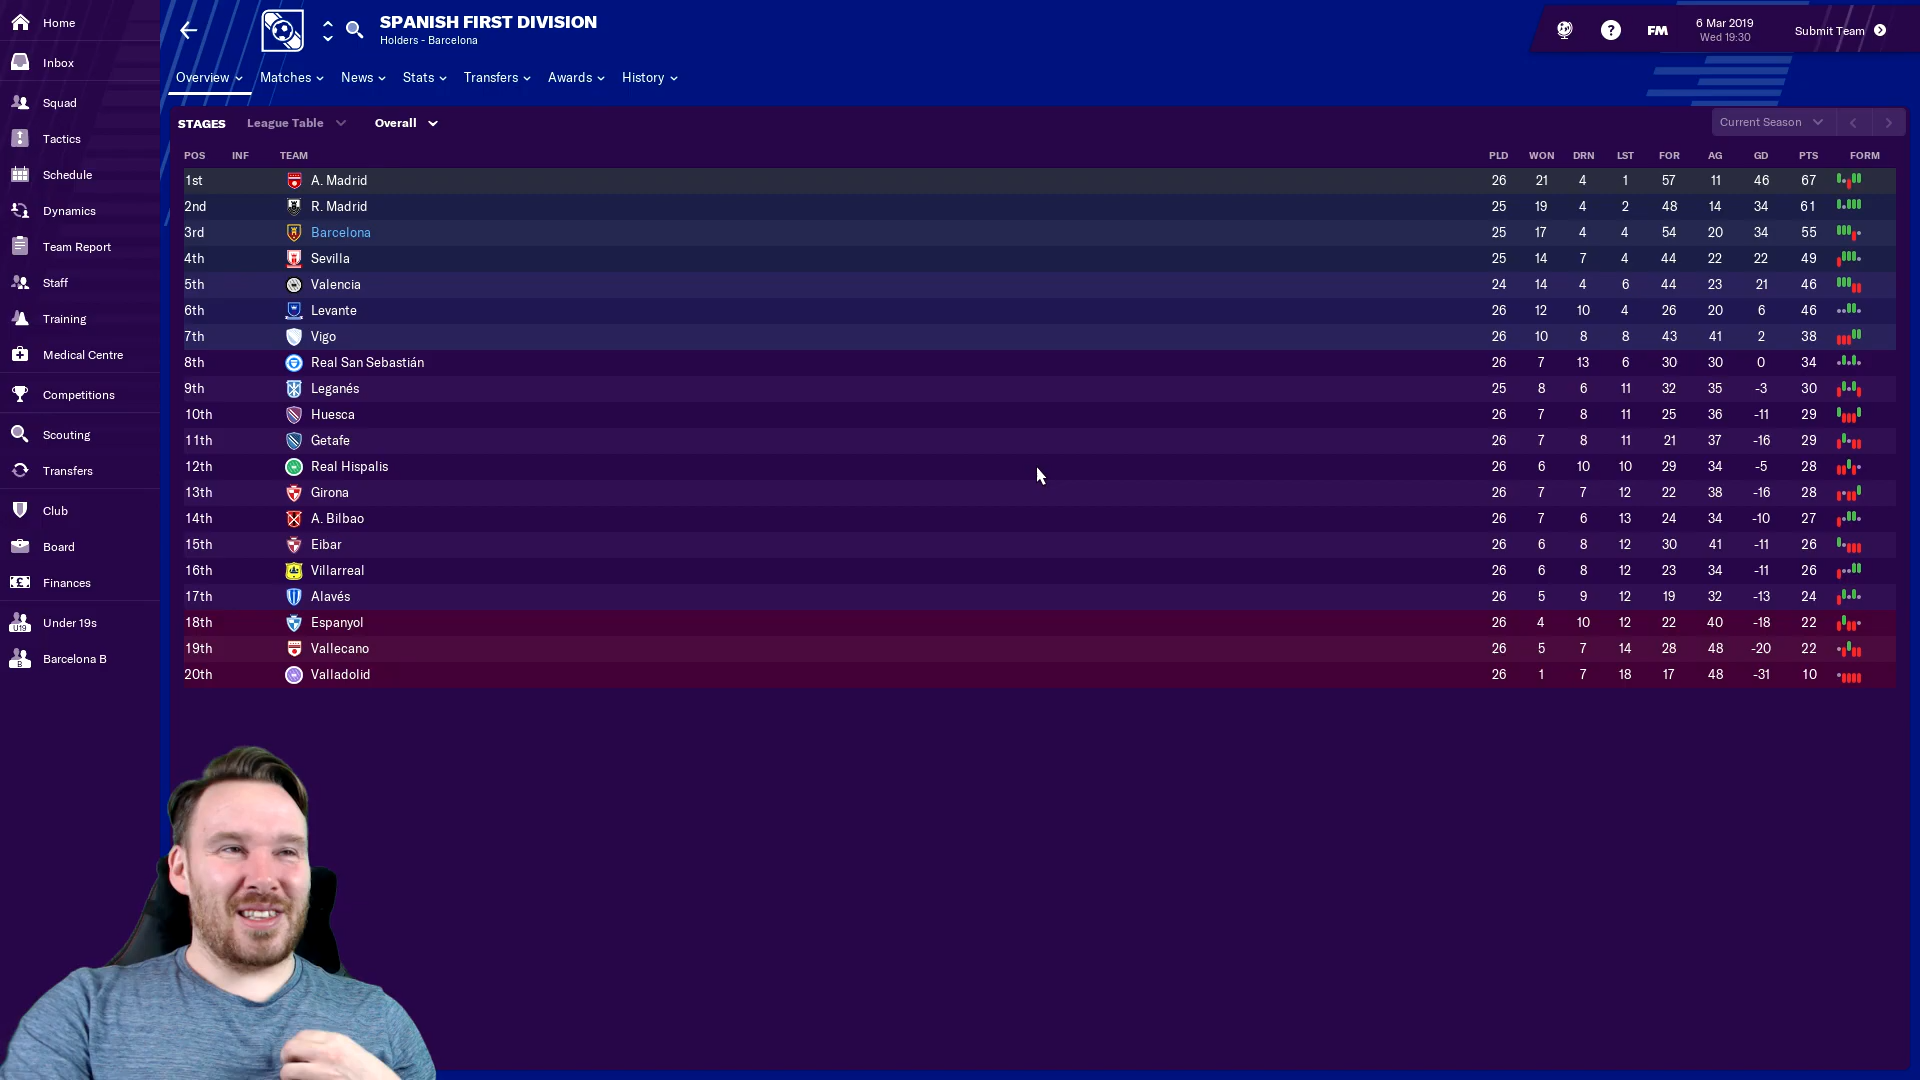 Home
Inbox
Squad
Tactics
Schedule
Dynamics
Team Report
Staff
Training
Medical Centre
Competitions
Scouting
Transfers
Club
Board
Finances
U19 Under 19s
B Barcelona B
SPANISH FIRST DIVISION
Holders - Barcelona
FM
6 Mar 2019
Wed 19:30
Submit Team
Overview Matches News Stats Transfers Awards History
STAGES League Table Overall Current Season
POS INF TEAM PLD WON DRN LST FOR AG GD PTS FORM
1st A. Madrid 26 21 4 1 57 11 46 67
2nd R. Madrid 25 19 4 2 48 14 34 61
3rd Barcelona 25 17 4 4 54 20 34 55
4th Sevilla 25 14 7 4 44 22 22 49
5th Valencia 24 14 4 6 44 23 21 46
6th Levante 26 12 10 4 26 20 6 46
7th Vigo 26 10 8 8 43 41 2 38
8th Real San Sebastián 26 7 13 6 30 30 0 34
9th Leganés 25 8 6 11 32 35 -3 30
10th Huesca 26 7 8 11 25 36 -11 29
11th Getafe 26 7 8 11 21 37 -16 29
12th Real Hispalis 26 6 10 10 29 34 -5 28
13th Girona 26 7 7 12 22 38 -16 28
14th A. Bilbao 26 7 6 13 24 34 -10 27
15th Eibar 26 6 8 12 30 41 -11 26
16th Villarreal 26 6 8 12 23 34 -11 26
17th Alavés 26 5 9 12 19 32 -13 24
18th Espanyol 26 4 10 12 22 40 -18 22
19th Vallecano 26 5 7 14 28 48 -20 22
20th Valladolid 26 1 7 18 17 48 -31 10